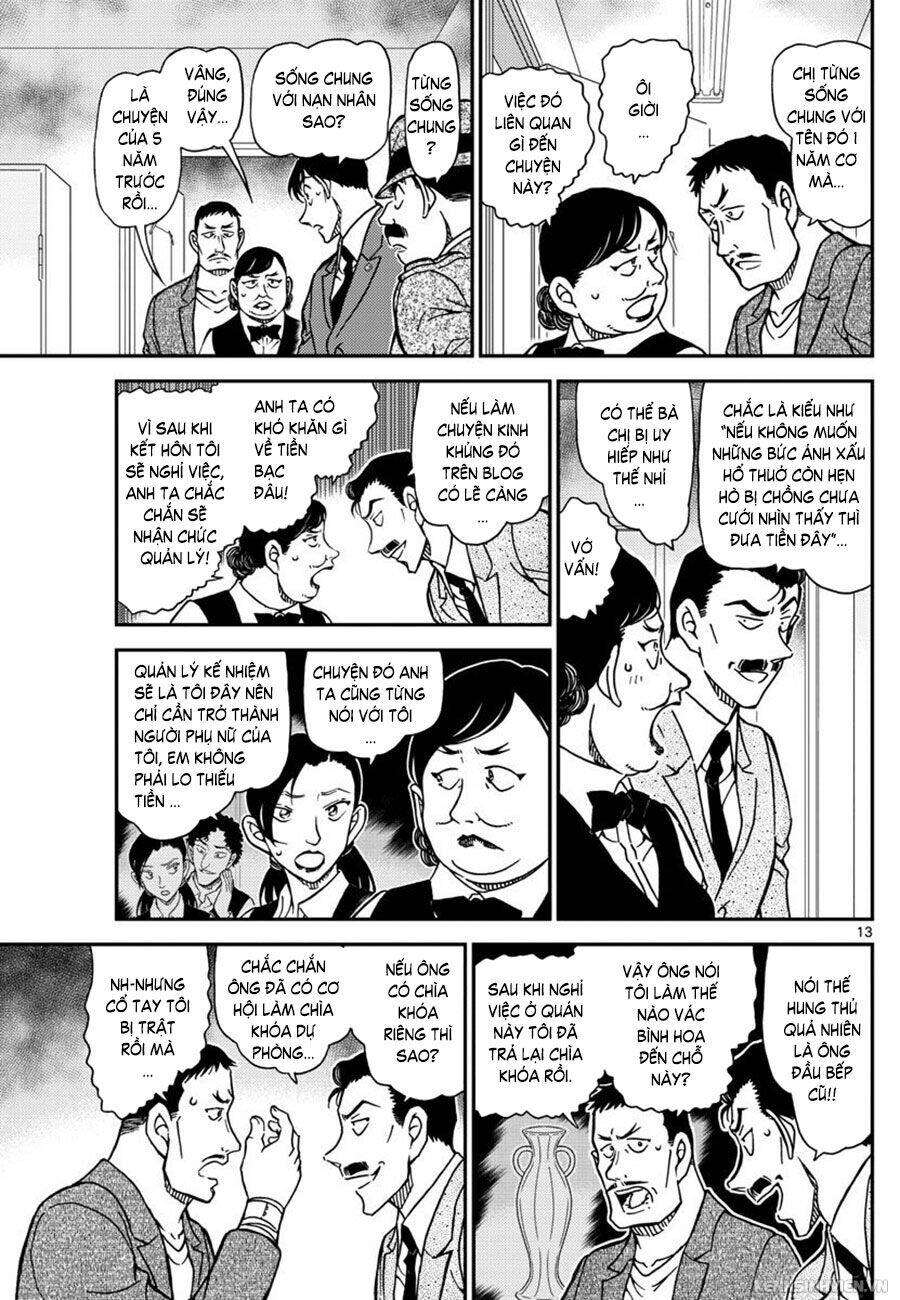 CHỊ TỪNG
SỐNG
CHUNG VỚI
TÊN ĐÓ 1
NĂM CƠ
MÀ...
ÔI
GIỜI
...
VIỆC ĐÓ
LIÊN QUAN
GÌ ĐẾN
CHUYỆN
NÀY?
TỪNG
SỐNG
CHUNG
?
SỐNG CHUNG
VỚI NẠN NHÂN
SAO?
VÂNG,
ĐÚNG
VẬY...
LÀ
CHUYỆN
CỦA 5
NĂM
TRƯỚC
RỒI...
CHẮC LÀ KIỂU NHƯ
“NẾU KHÔNG MUỐN
NHỮNG BỨC ẢNH XẤU
HỔ THUỞ CÒN HẸN
HÒ BỊ CHỒNG CHƯA
CƯỚI NHÌN THẤY THÌ
ĐƯA TIỀN ĐÂY”...
CÓ THỂ BÀ
CHỊ BỊ UY
HIẾP NHƯ
THẾ NHỈ
...
VỚ
VẨN!
NẾU LÀM
CHUYỆN KINH
KHỦNG ĐÓ
TRÊN BLOG
CÓ LẼ CÀNG
...
ANH TA CÓ
KHÓ KHĂN GÌ
VỀ TIỀN
BẠC
ĐÂU!
VÌ SAU KHI
KẾT HÔN TÔI
SẼ NGHỈ VIỆC,
ANH TA CHẮC
CHẮN SẼ
NHẬN CHỨC
QUẢN LÝ!
CHUYỆN ĐÓ ANH
TA CŨNG TỪNG
NÓI VỚI TÔI
...
QUẢN LÝ KẾ NHIỆM
SẼ LÀ TÔI ĐÂY NÊN
CHỈ CẦN TRỞ THÀNH
NGƯỜI PHỤ NỮ CỦA
TÔI, EM KHÔNG
PHẢI LO THIẾU
TIỀN ...
13
NÓI THẾ
HUNG THỦ
QUẢ NHIÊN
LÀ ÔNG
ĐẦU BẾP
CŨ!!
VẬY ÔNG NÓI
TÔI LÀM THẾ
NÀO VÁC
BÌNH HOA
ĐẾN CHỖ
NÀY?
SAU KHI NGHỈ
VIỆC Ở QUÁN
NÀY TÔI ĐÃ
TRẢ LẠI CHÌA
KHÓA RỒI.
NẾU ÔNG
CÓ CHÌA
KHÓA
RIÊNG THÌ
SAO?
CHẮC CHẮN
ÔNG ĐÃ CÓ CƠ
HỘI LÀM CHÌA
KHÓA DỰ
PHÒNG...
NH-NHƯNG
CỔ TAY TÔI
BỊ TRẬT
RỒI MÀ
...